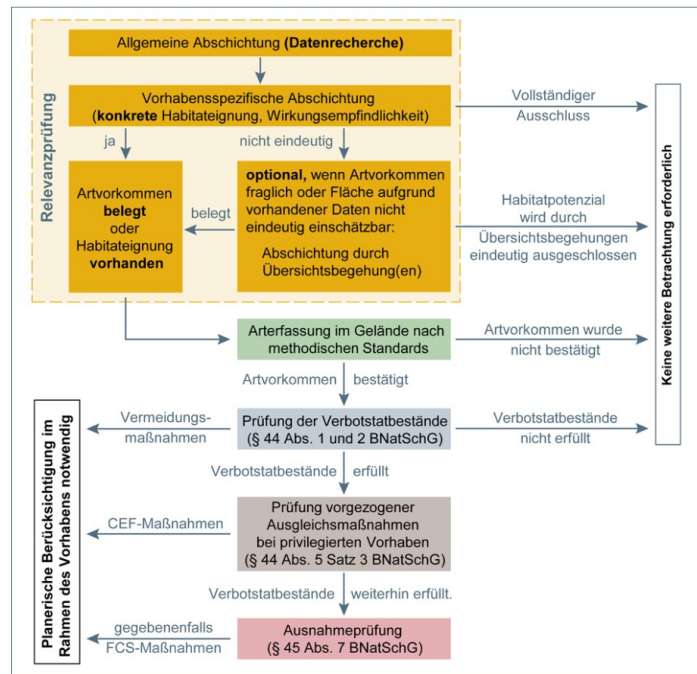 Allgemeine Abschichtung (Datenrecherche)
Relevanzprüfung
Vorhabensspezifische Abschichtung
(konkrete Habitateignung, Wirkungsempfindlichkeit)
Vollständiger
Ausschluss
ja
nicht eindeutig
Artvorkommen
belegt
oder
Habitateignung
vorhanden
belegt
optional, wenn Artvorkommen
fraglich oder Fläche aufgrund
vorhandener Daten nicht
eindeutig einschätzbar:
Abschichtung durch
Übersichtsbegehung(en)
Habitatpotenzial
wird durch
Übersichtsbegehungen
eindeutig ausgeschlossen
Keine weitere Betrachtung erforderlich
Arterfassung im Gelände nach
methodischen Standards
Artvorkommen wurde
nicht bestätigt
Artvorkommen bestätigt
Vermeidungs-
maßnahmen
Prüfung der Verbotstatbestände
(§ 44 Abs. 1 und 2 BNatSchG)
Verbotstatbestände
nicht erfüllt
Verbotstatbestände erfüllt
Planerische Berücksichtigung im
Rahmen des Vorhabens notwendig
CEF-Maßnahmen
Prüfung vorgezogener
Ausgleichsmaßnahmen
bei privilegierten Vorhaben
(§ 44 Abs. 5 Satz 3 BNatSchG)
Verbotstatbestände weiterhin erfüllt.
gegebenenfalls
FCS-Maßnahmen
Ausnahmeprüfung
(§ 45 Abs. 7 BNatSchG)